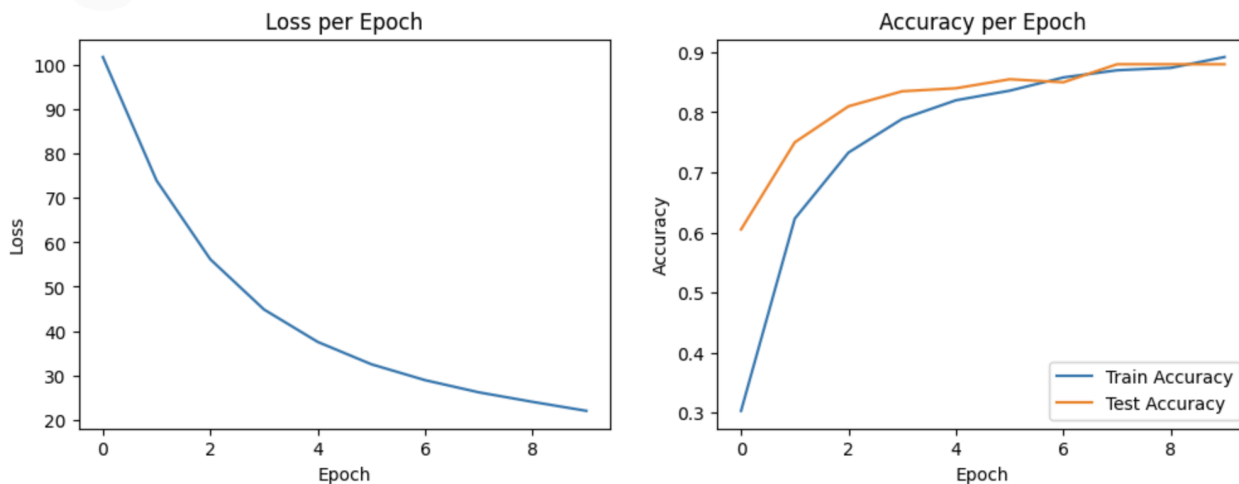 Loss per Epoch
100
90
80
70
60
50
40
30
20
Loss
0 2 4 6 8
Epoch
Accuracy per Epoch
0.9
0.8
0.7
0.6
0.5
0.4
0.3
Accuracy
Train Accuracy
Test Accuracy
0 2 4 6 8
Epoch